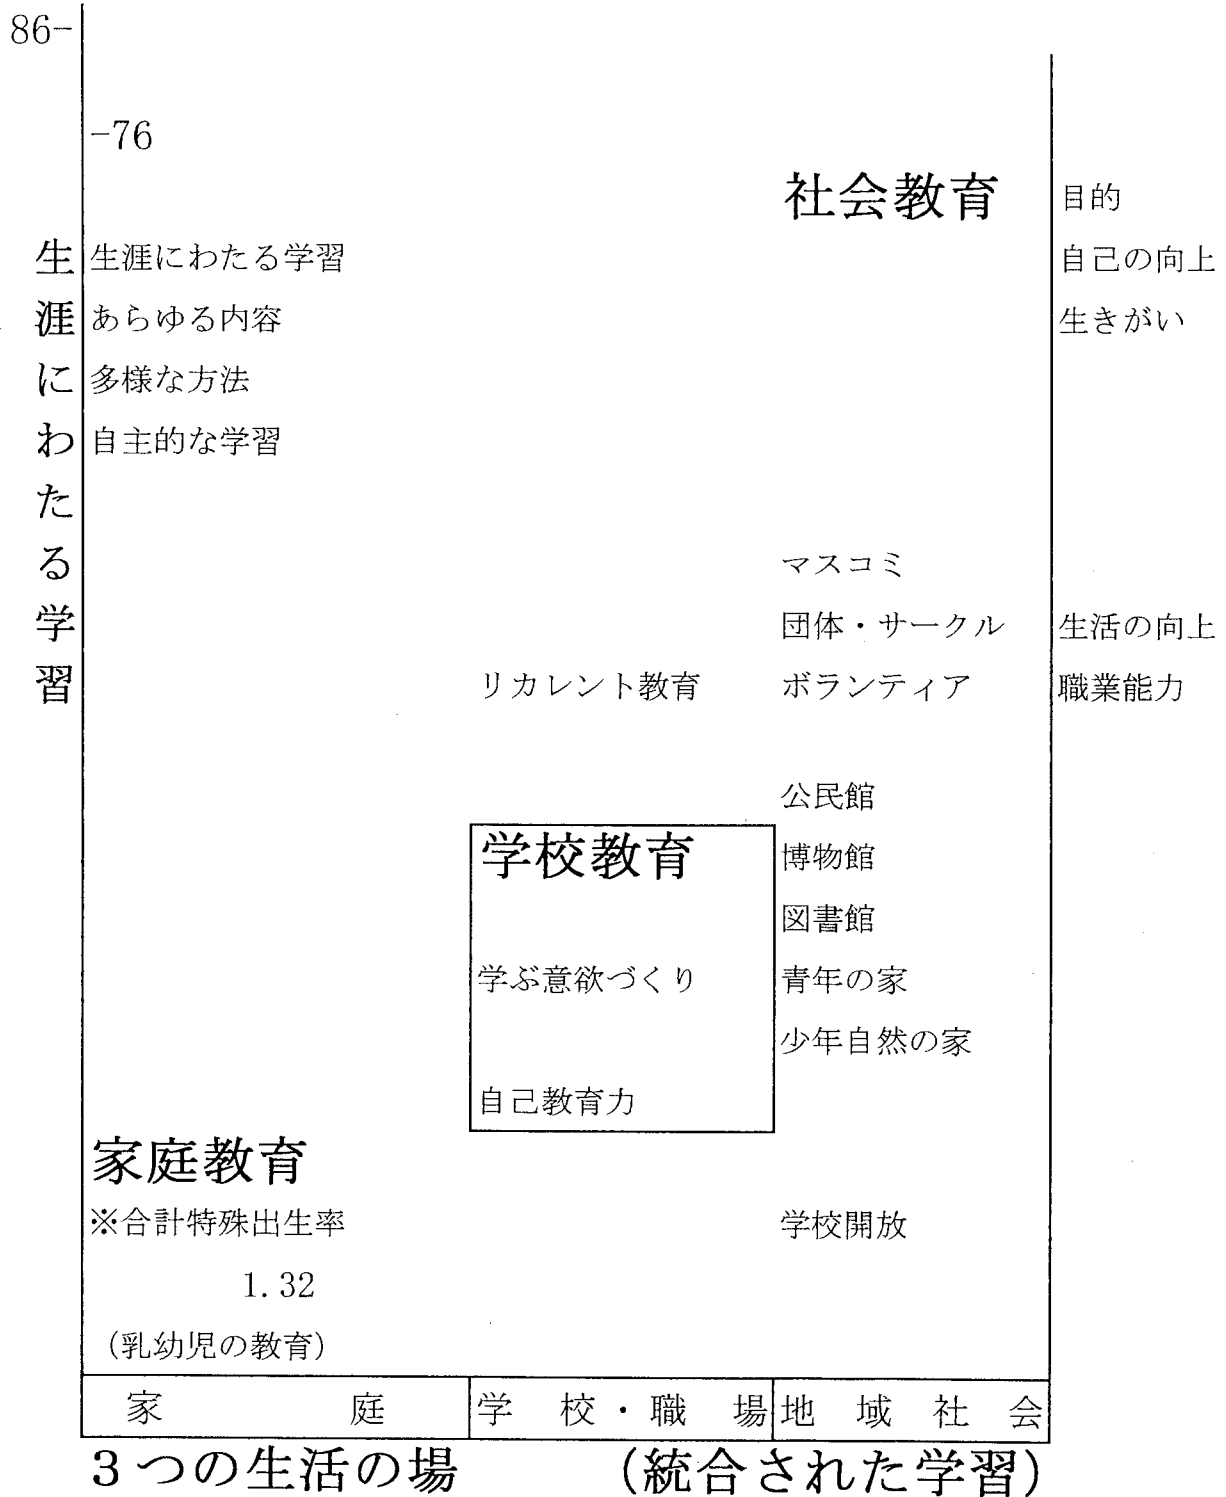 86-
-76
社会教育
目的
生涯にわたる学習
生涯にわたる学習
自己の向上
あらゆる内容
生きがい
多様な方法
自主的な学習
マスコミ
団体・サークル
生活の向上
リカレント教育
ボランティア
職業能力
公民館
学校教育
博物館
図書館
学ぶ意欲づくり
青年の家
少年自然の家
自己教育力
家庭教育
※合計特殊出生率
学校開放
1.32
(乳幼児の教育)
家庭
学校・職場
地域社会
3つの生活の場 (統合された学習)